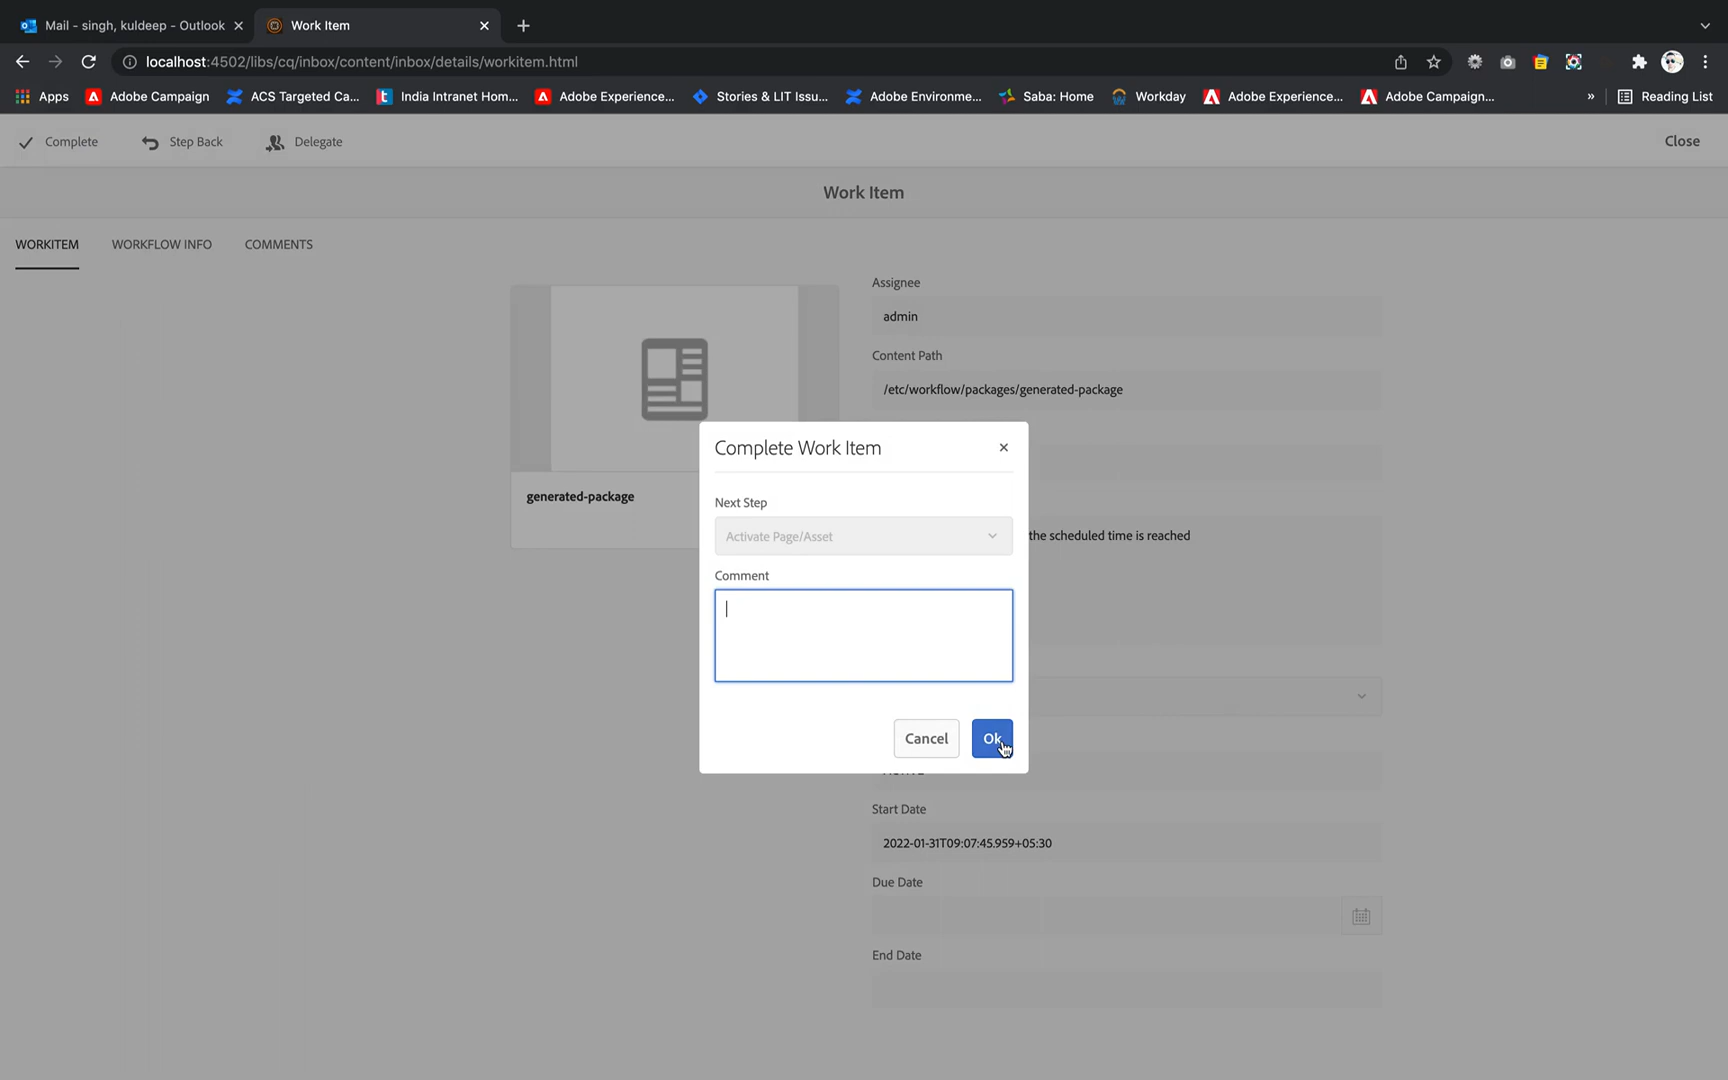 Mail - singh, kuldeep - Outlook
Work Item
localhost:4502/libs/cq/inbox/content/inbox/details/workitem.html
Apps
Adobe Campaign
ACS Targeted Ca...
India Intranet Hom...
Adobe Experience...
Stories & LIT Issu...
Adobe Environme...
Saba: Home
Workday
Adobe Experience...
Adobe Campaign...
»
Reading List
Complete
Step Back
Delegate
Close
Work Item
WORKITEM
WORKFLOW INFO
COMMENTS
Assignee
admin
Content Path
/etc/workflow/packages/generated-package
generated-package
the scheduled time is reached
Complete Work Item
Next Step
Activate Page/Asset
Comment
Cancel
Ok
Start Date
2022-01-31T09:07:45.959+05:30
Due Date
End Date